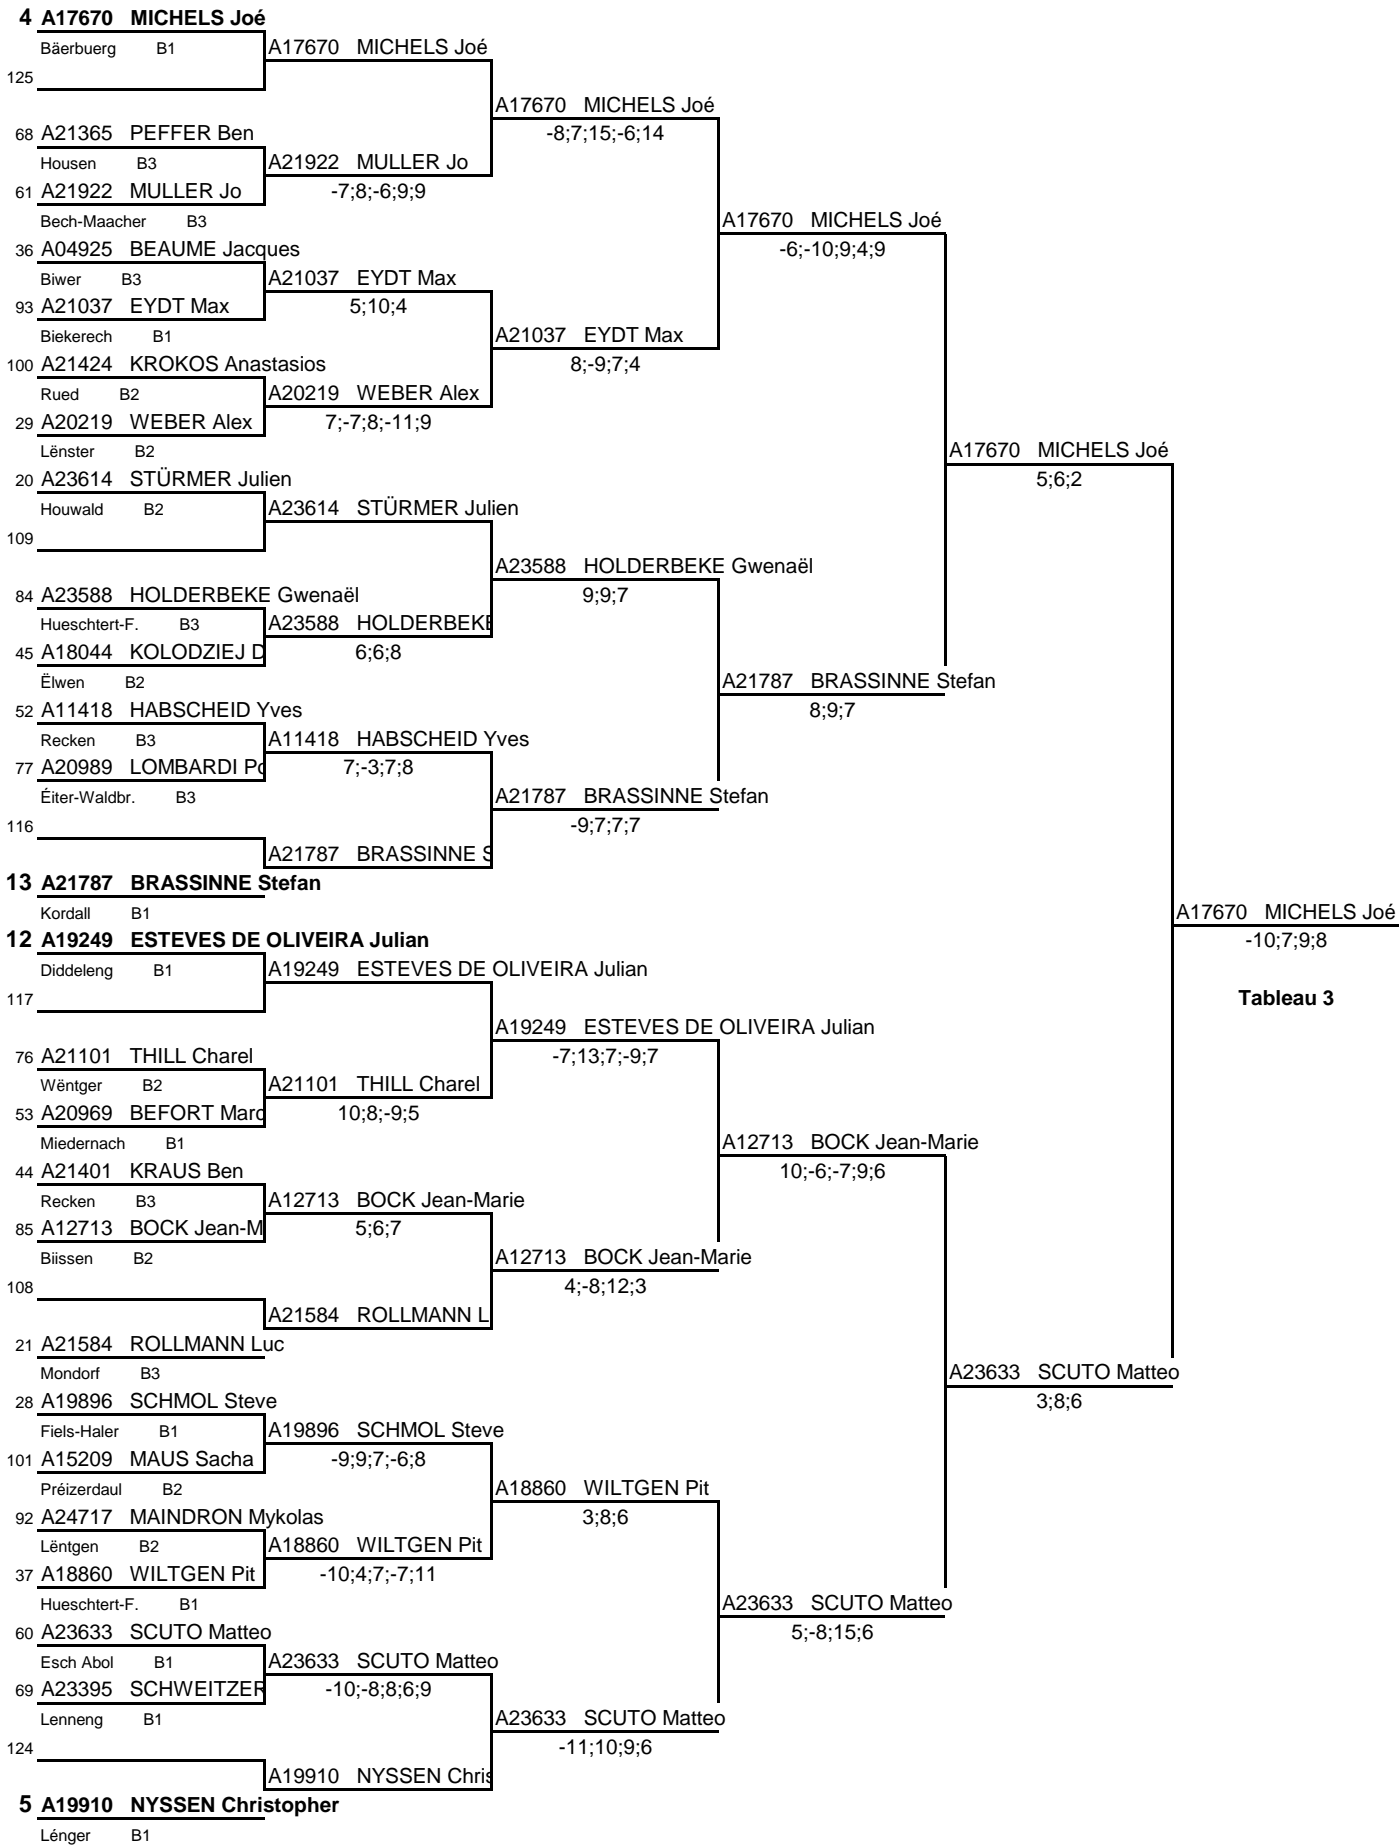 4 A17670 MICHELS Joé
Bäerbuerg B1 A17670 MICHELS Joé
125
A17670 MICHELS Joé
68 A21365 PEFFER Ben -8;7;15;-6;14
Housen B3 A21922 MULLER Jo
61 A21922 MULLER Jo -7;8;-6;9;9
Bech-Maacher B3 A17670 MICHELS Joé
36 A04925 BEAUME Jacques -6;-10;9;4;9
Biwer B3 A21037 EYDT Max
93 A21037 EYDT Max 5;10;4
Biekerech B1 A21037 EYDT Max
100 A21424 KROKOS Anastasios 8;-9;7;4
Rued B2 A20219 WEBER Alex
29 A20219 WEBER Alex 7;-7;8;-11;9
Lënster B2 A17670 MICHELS Joé
20 A23614 STÜRMER Julien 5;6;2
Houwald B2 A23614 STÜRMER Julien
109
A23588 HOLDERBEKE Gwenaël
84 A23588 HOLDERBEKE Gwenaël 9;9;7
Hueschtert-F. B3 A23588 HOLDERBEKE
45 A18044 KOLODZIEJ D 6;6;8
Ëlwen B2 A21787 BRASSINNE Stefan
52 A11418 HABSCHEID Yves 8;9;7
Recken B3 A11418 HABSCHEID Yves
77 A20989 LOMBARDI Po 7;-3;7;8
Éiter-Waldbr. B3 A21787 BRASSINNE Stefan
116 -9;7;7;7
A21787 BRASSINNE S
13 A21787 BRASSINNE Stefan
Kordall B1 A17670 MICHELS Joé
12 A19249 ESTEVES DE OLIVEIRA Julian -10;7;9;8
Diddeleng B1 A19249 ESTEVES DE OLIVEIRA Julian
117 Tableau 3
A19249 ESTEVES DE OLIVEIRA Julian
76 A21101 THILL Charel -7;13;7;-9;7
Wëntger B2 A21101 THILL Charel
53 A20969 BEFORT Marc 10;8;-9;5
Miedernach B1 A12713 BOCK Jean-Marie
44 A21401 KRAUS Ben 10;-6;-7;9;6
Recken B3 A12713 BOCK Jean-Marie
85 A12713 BOCK Jean-M 5;6;7
Biissen B2 A12713 BOCK Jean-Marie
108 4;-8;12;3
A21584 ROLLMANN L
21 A21584 ROLLMANN Luc
Mondorf B3 A23633 SCUTO Matteo
28 A19896 SCHMOL Steve 3;8;6
Fiels-Haler B1 A19896 SCHMOL Steve
101 A15209 MAUS Sacha -9;9;7;-6;8
Préizerdaul B2 A18860 WILTGEN Pit
92 A24717 MAINDRON Mykolas 3;8;6
Lëntgen B2 A18860 WILTGEN Pit
37 A18860 WILTGEN Pit -10;4;7;-7;11
Hueschtert-F. B1 A23633 SCUTO Matteo
60 A23633 SCUTO Matteo 5;-8;15;6
Esch Abol B1 A23633 SCUTO Matteo
69 A23395 SCHWEITZER -10;-8;8;6;9
Lenneng B1 A23633 SCUTO Matteo
124 -11;10;9;6
A19910 NYSSEN Chris
5 A19910 NYSSEN Christopher
Lénger B1